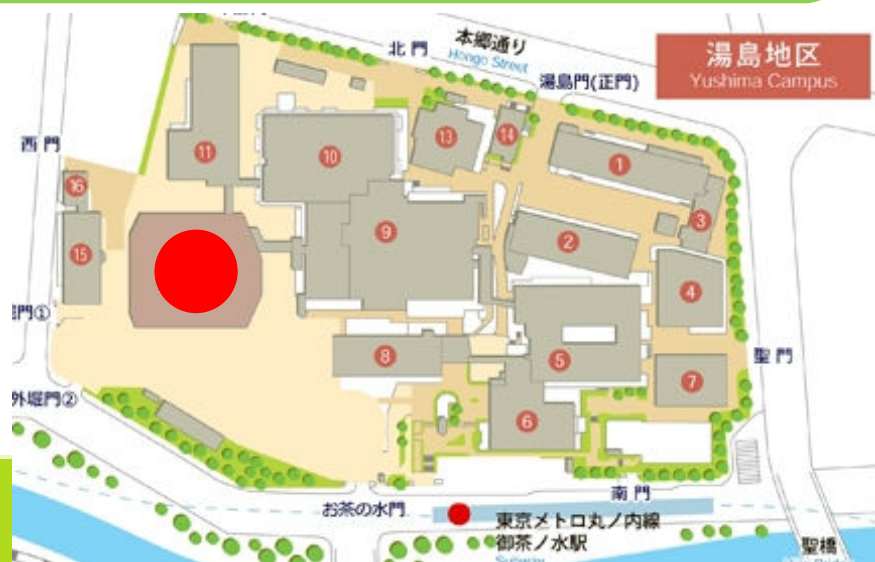 本郷通り
Hongo Street
北門
湯島門(正門)
湯島地区
Yushima Campus
西門
11
10
13
14
1
16
3
9
2
15
4
門①
8
5
7
聖門
外堀門②
6
お茶の水門
南門
東京メトロ丸ノ内線
御茶ノ水駅
Subway
聖橋